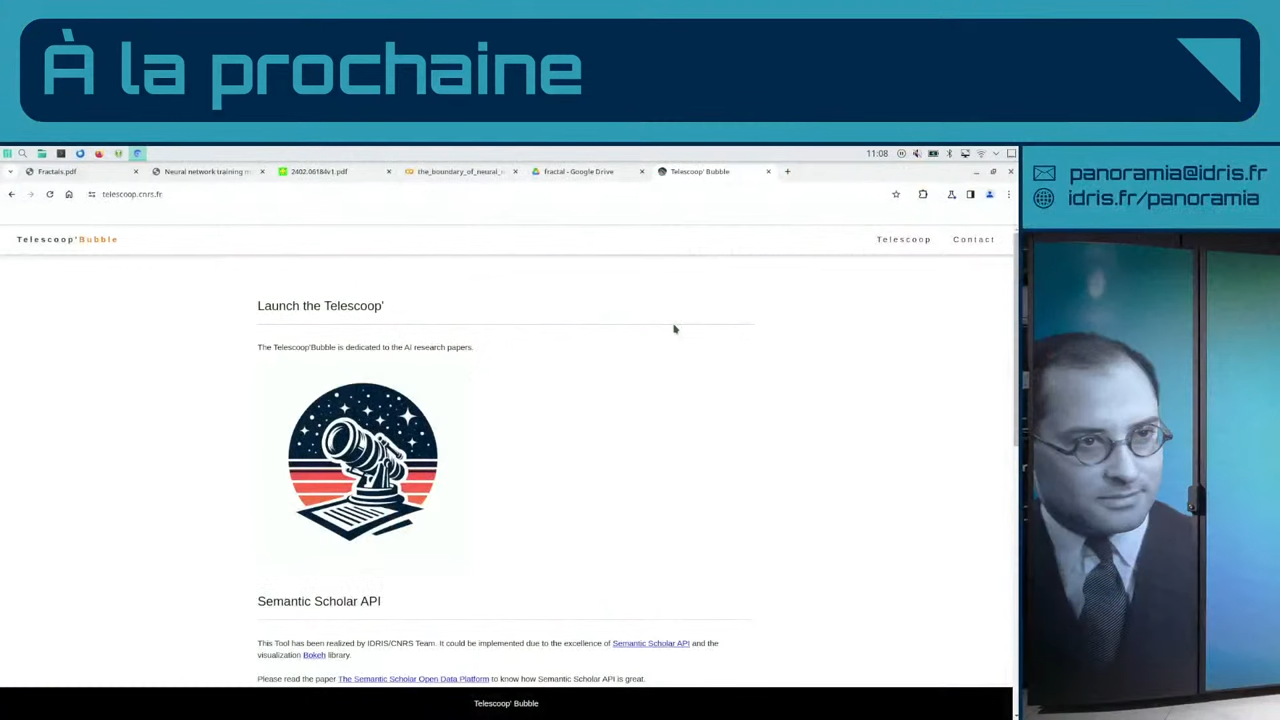 À la prochaine
11:08
Fractals.pdf
Neural network training m
2402.06184v1.pdf
the_boundary_of_neural_
fractal - Google Drive
Telescoop' Bubble
telescoop.cnrs.fr
panoramia@idris.fr
idris.fr/panoramia
Telescoop'Bubble
Telescoop
Contact
Launch the Telescoop'
The Telescoop'Bubble is dedicated to the AI research papers.
Semantic Scholar API
This Tool has been realized by IDRIS/CNRS Team. It could be implemented due to the excellence of Semantic Scholar API and the
visualization Bokeh library.
Please read the paper The Semantic Scholar Open Data Platform to know how Semantic Scholar API is great.
Telescoop' Bubble